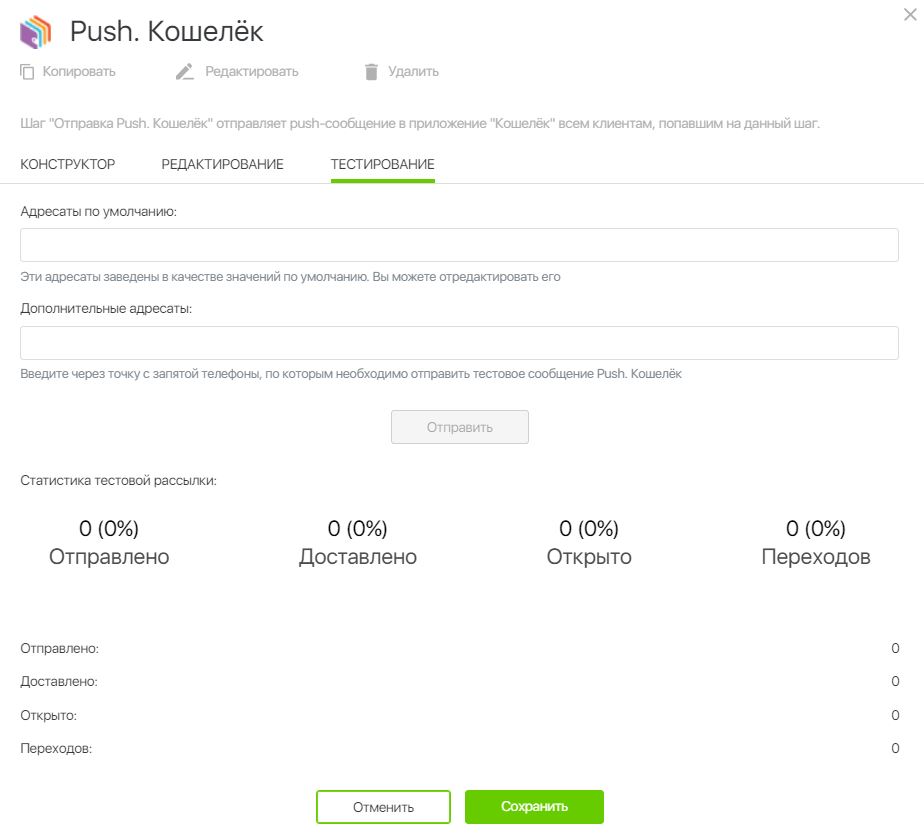 Push. Кошелёк
Копировать Редактировать Удалить
Шаг "Отправка Push. Кошелёк" отправляет push-сообщение в приложение "Кошелёк" всем клиентам, попавшим на данный шаг.
КОНСТРУКТОР РЕДАКТИРОВАНИЕ ТЕСТИРОВАНИЕ
Адресаты по умолчанию:
Эти адресаты заведены в качестве значений по умолчанию. Вы можете отредактировать его
Дополнительные адресаты:
Введите через точку с запятой телефоны, по которым необходимо отправить тестовое сообщение Push. Кошелёк
Отправить
Статистика тестовой рассылки:
0 (0%) 0 (0%) 0 (0%) 0 (0%)
Отправлено Доставлено Открыто Переходов
Отправлено: 0
Доставлено: 0
Открыто: 0
Переходов: 0
Отменить Сохранить